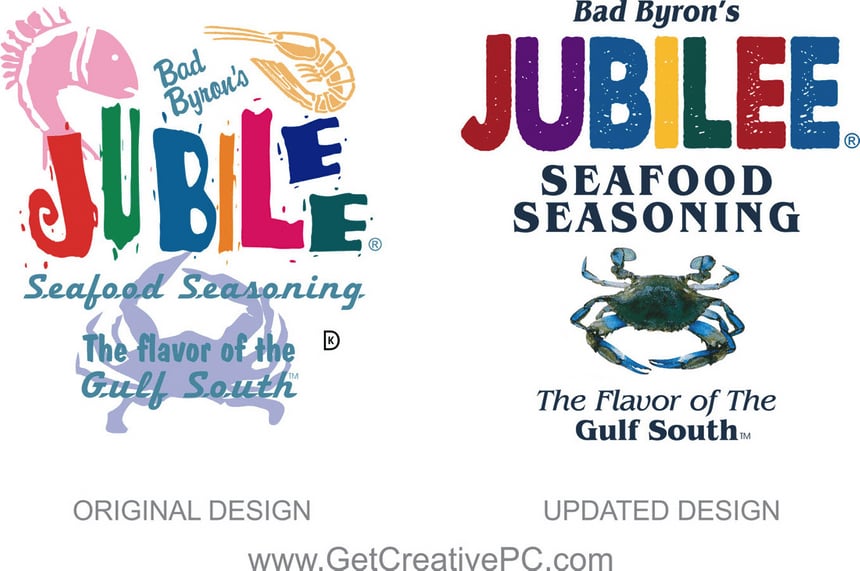 Bad
Byron's
JUBILEE®
Seafood Seasoning
The flavor of the
Gulf South™
K
ORIGINAL DESIGN
Bad Byron's
JUBILEE®
SEAFOOD
SEASONING
The Flavor of The
Gulf South™
UPDATED DESIGN
www.GetCreativePC.com